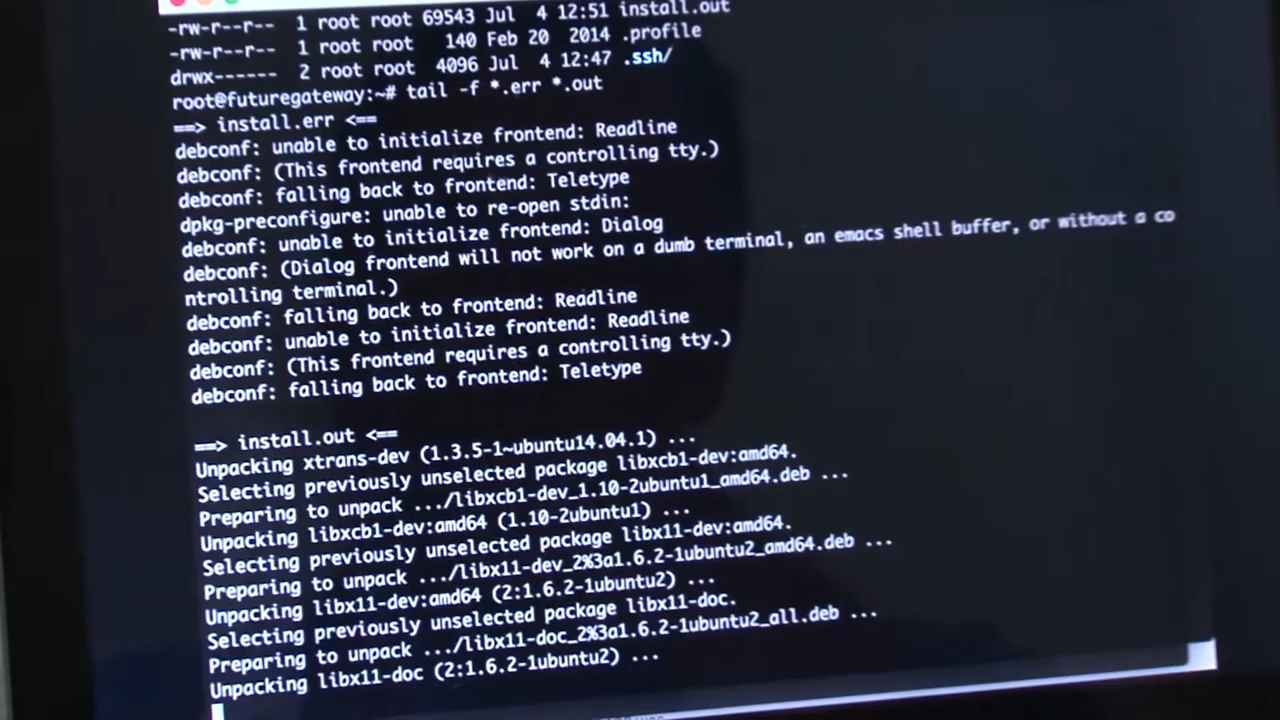 -rw-r--r-- 1 root root 69543 Jul 4 12:51 install.out
-rw-r--r-- 1 root root 140 Feb 20 2014 .profile
drwx------ 2 root root 4096 Jul 4 12:47 .ssh/
root@futuregateway:~# tail -f *.err *.out
==> install.err <==
debconf: unable to initialize frontend: Readline
debconf: (This frontend requires a controlling tty.)
debconf: falling back to frontend: Teletype
dpkg-preconfigure: unable to re-open stdin:
debconf: unable to initialize frontend: Dialog
debconf: (Dialog frontend will not work on a dumb terminal, an emacs shell buffer, or without a co
ntrolling terminal.)
debconf: falling back to frontend: Readline
debconf: unable to initialize frontend: Readline
debconf: (This frontend requires a controlling tty.)
debconf: falling back to frontend: Teletype
==> install.out <==
Unpacking xtrans-dev (1.3.5-1~ubuntu14.04.1) ...
Selecting previously unselected package libxcb1-dev:amd64.
Preparing to unpack .../libxcb1-dev_1.10-2ubuntu1_amd64.deb ...
Unpacking libxcb1-dev:amd64 (1.10-2ubuntu1) ...
Selecting previously unselected package libx11-dev:amd64.
Preparing to unpack .../libx11-dev_2%3a1.6.2-1ubuntu2_amd64.deb ...
Unpacking libx11-dev:amd64 (2:1.6.2-1ubuntu2) ...
Selecting previously unselected package libx11-doc.
Preparing to unpack .../libx11-doc_2%3a1.6.2-1ubuntu2_all.deb ...
Unpacking libx11-doc (2:1.6.2-1ubuntu2) ...